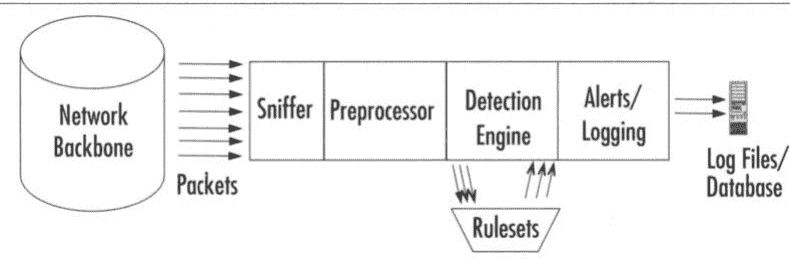 Network
Backbone
Packets
Sniffer
Preprocessor
Detection
Engine
Alerts/
Logging
Rulesets
Log Files/
Database